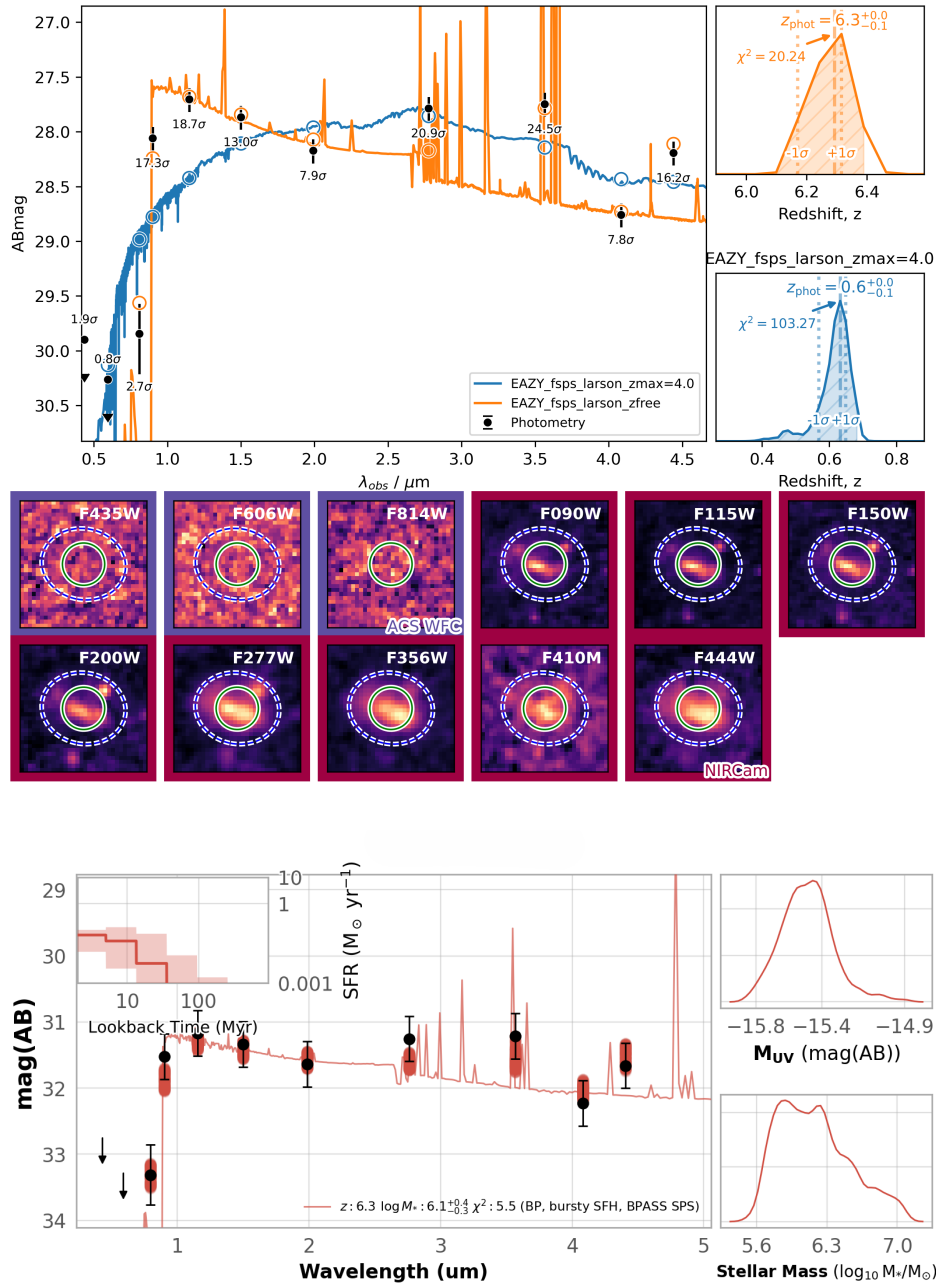 27.0
27.5
28.0
28.5
29.0
29.5
30.0
30.5
ABmag
0.5
1.0
1.5
2.0
2.5
3.0
3.5
4.0
4.5
λobs / μm
1.9σ
0.8σ
2.7σ
17.3σ
18.7σ
13.0σ
7.9σ
20.9σ
24.5σ
7.8σ
16.2σ
EAZY_fsps_larson_zmax=4.0
EAZY_fsps_larson_zfree
Photometry
zphot = 6.3+0.0−0.1
χ² = 20.24
-1σ
+1σ
6.0
6.2
6.4
Redshift, z
EAZY_fsps_larson_zmax=4.0
zphot = 0.6+0.0−0.1
χ² = 103.27
-1σ
+1σ
0.4
0.6
0.8
Redshift, z
F435W
F606W
F814W
ACS WFC
F090W
F115W
F150W
F200W
F277W
F356W
F410M
F444W
NIRCam
29
30
31
32
33
34
mag(AB)
10
1
0.001
SFR (M⊙ yr⁻¹)
10
100
Lookback Time (Myr)
z : 6.3 log M* : 6.1+0.4−0.3 χ² : 5.5 (BP, bursty SFH, BPASS SPS)
1
2
3
4
5
Wavelength (um)
−15.8
−15.4
−14.9
MUV (mag(AB))
5.6
6.3
7.0
Stellar Mass (log10 M*/M⊙)